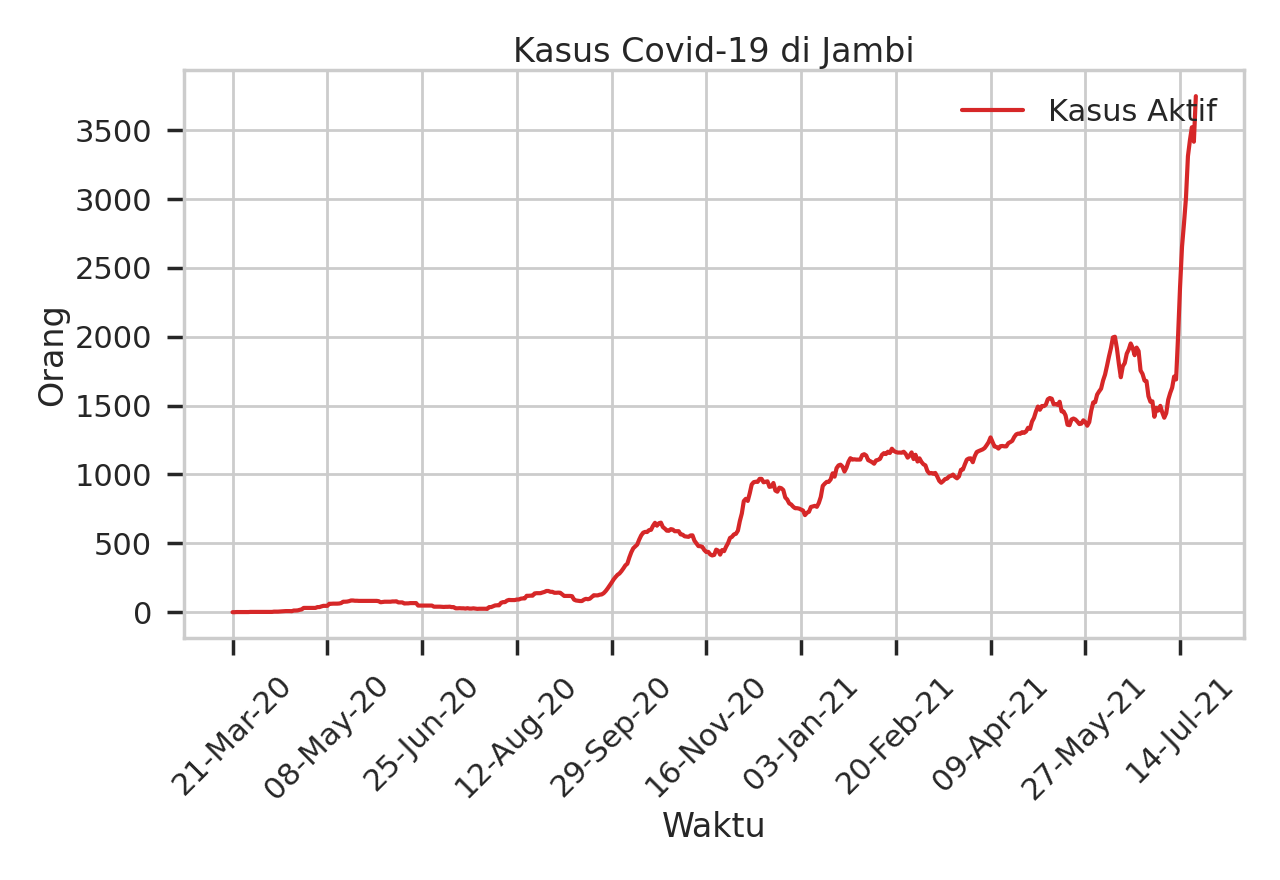 Kasus Covid-19 di Jambi
Kasus Aktif
Orang
3500
3000
2500
2000
1500
1000
500
0
21-Mar-20
08-May-20
25-Jun-20
12-Aug-20
29-Sep-20
16-Nov-20
03-Jan-21
20-Feb-21
09-Apr-21
27-May-21
14-Jul-21
Waktu